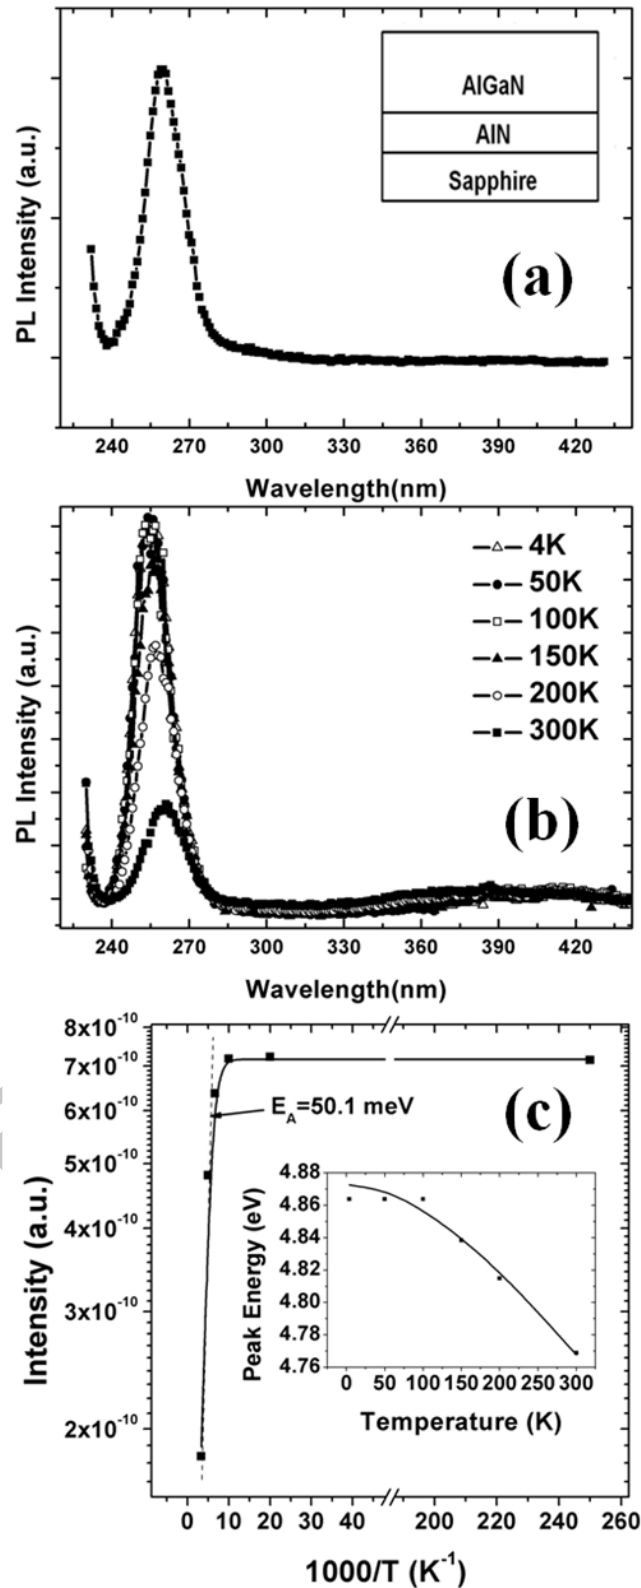 PL Intensity (a.u.)
AlGaN
AlN
Sapphire
(a)
240 270 300 330 360 390 420
Wavelength(nm)
PL Intensity (a.u.)
4K
50K
100K
150K
200K
300K
(b)
240 270 300 330 360 390 420
Wavelength(nm)
Intensity (a.u.)
8x10⁻¹⁰
7x10⁻¹⁰
6x10⁻¹⁰
5x10⁻¹⁰
4x10⁻¹⁰
3x10⁻¹⁰
2x10⁻¹⁰
(c)
E_A=50.1 meV
Peak Energy (eV)
4.88
4.86
4.84
4.82
4.80
4.78
4.76
0 50 100 150 200 250 300
Temperature (K)
0 20 40 200 220 240 260
1000/T (K⁻¹)